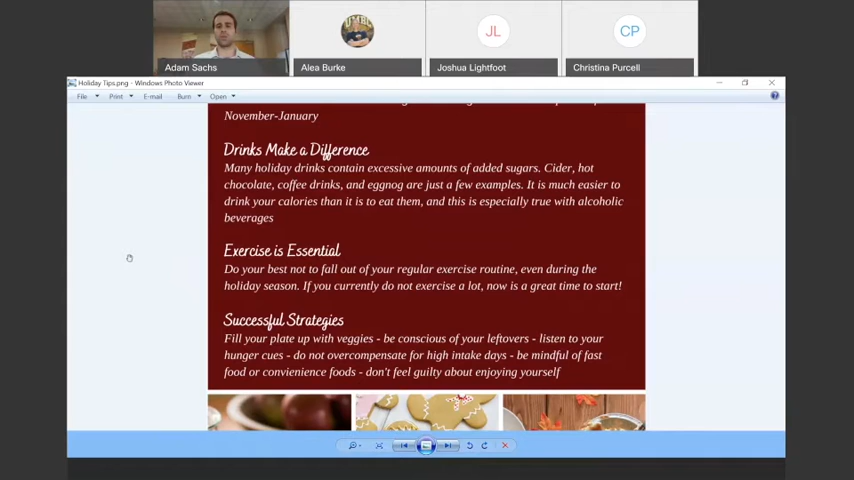 UMBC
JL
CP
Adam Sachs
Alea Burke
Joshua Lightfoot
Christina Purcell
Holiday Tips.png - Windows Photo Viewer
File Print E-mail Burn Open
November-January
Drinks Make a Difference
Many holiday drinks contain excessive amounts of added sugars. Cider, hot
chocolate, coffee drinks, and eggnog are just a few examples. It is much easier to
drink your calories than it is to eat them, and this is especially true with alcoholic
beverages
Exercise is Essential
Do your best not to fall out of your regular exercise routine, even during the
holiday season. If you currently do not exercise a lot, now is a great time to start!
Successful Strategies
Fill your plate up with veggies - be conscious of your leftovers - listen to your
hunger cues - do not overcompensate for high intake days - be mindful of fast
food or convienience foods - don't feel guilty about enjoying yourself